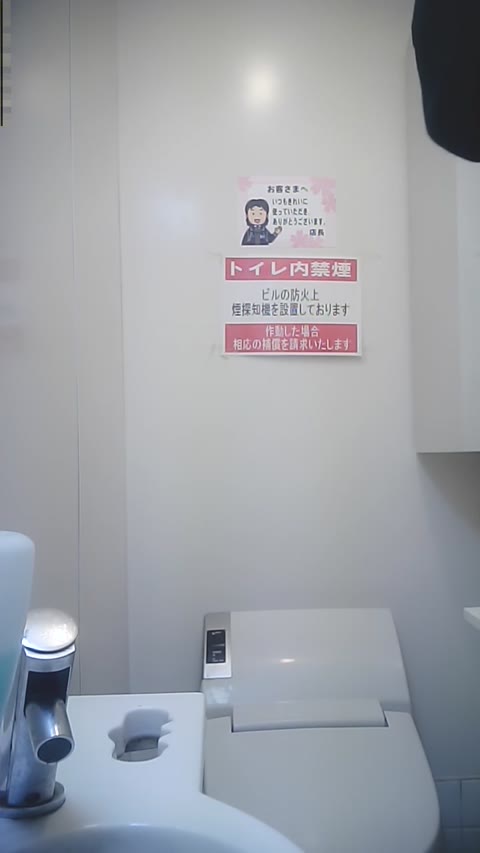 お客さまへ
いつもきれいに
使っていただき
ありがとうございます。
店長
トイレ内禁煙
ビルの防火上
煙探知機を設置しております
作動した場合
相応の補償を請求いたします